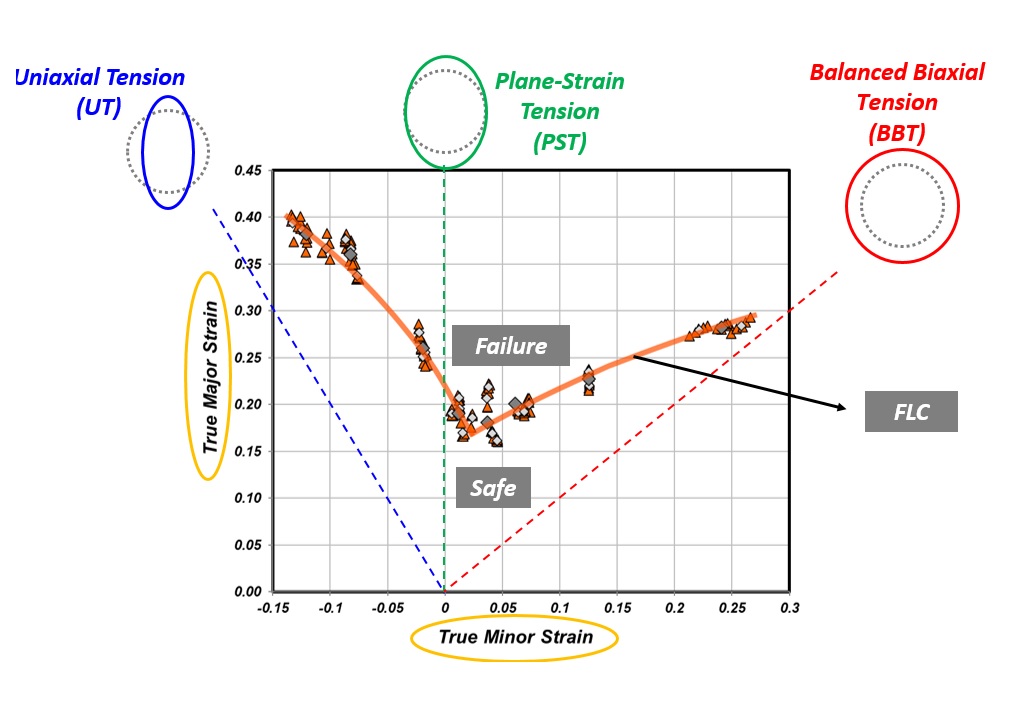 Uniaxial Tension
(UT)
Plane-Strain
Tension
(PST)
Balanced Biaxial
Tension
(BBT)
0.45
0.40
0.35
0.30
0.25
0.20
0.15
0.10
0.05
0.00
True Major Strain
Failure
Safe
FLC
-0.15
-0.1
-0.05
0
0.05
0.1
0.15
0.2
0.25
0.3
True Minor Strain